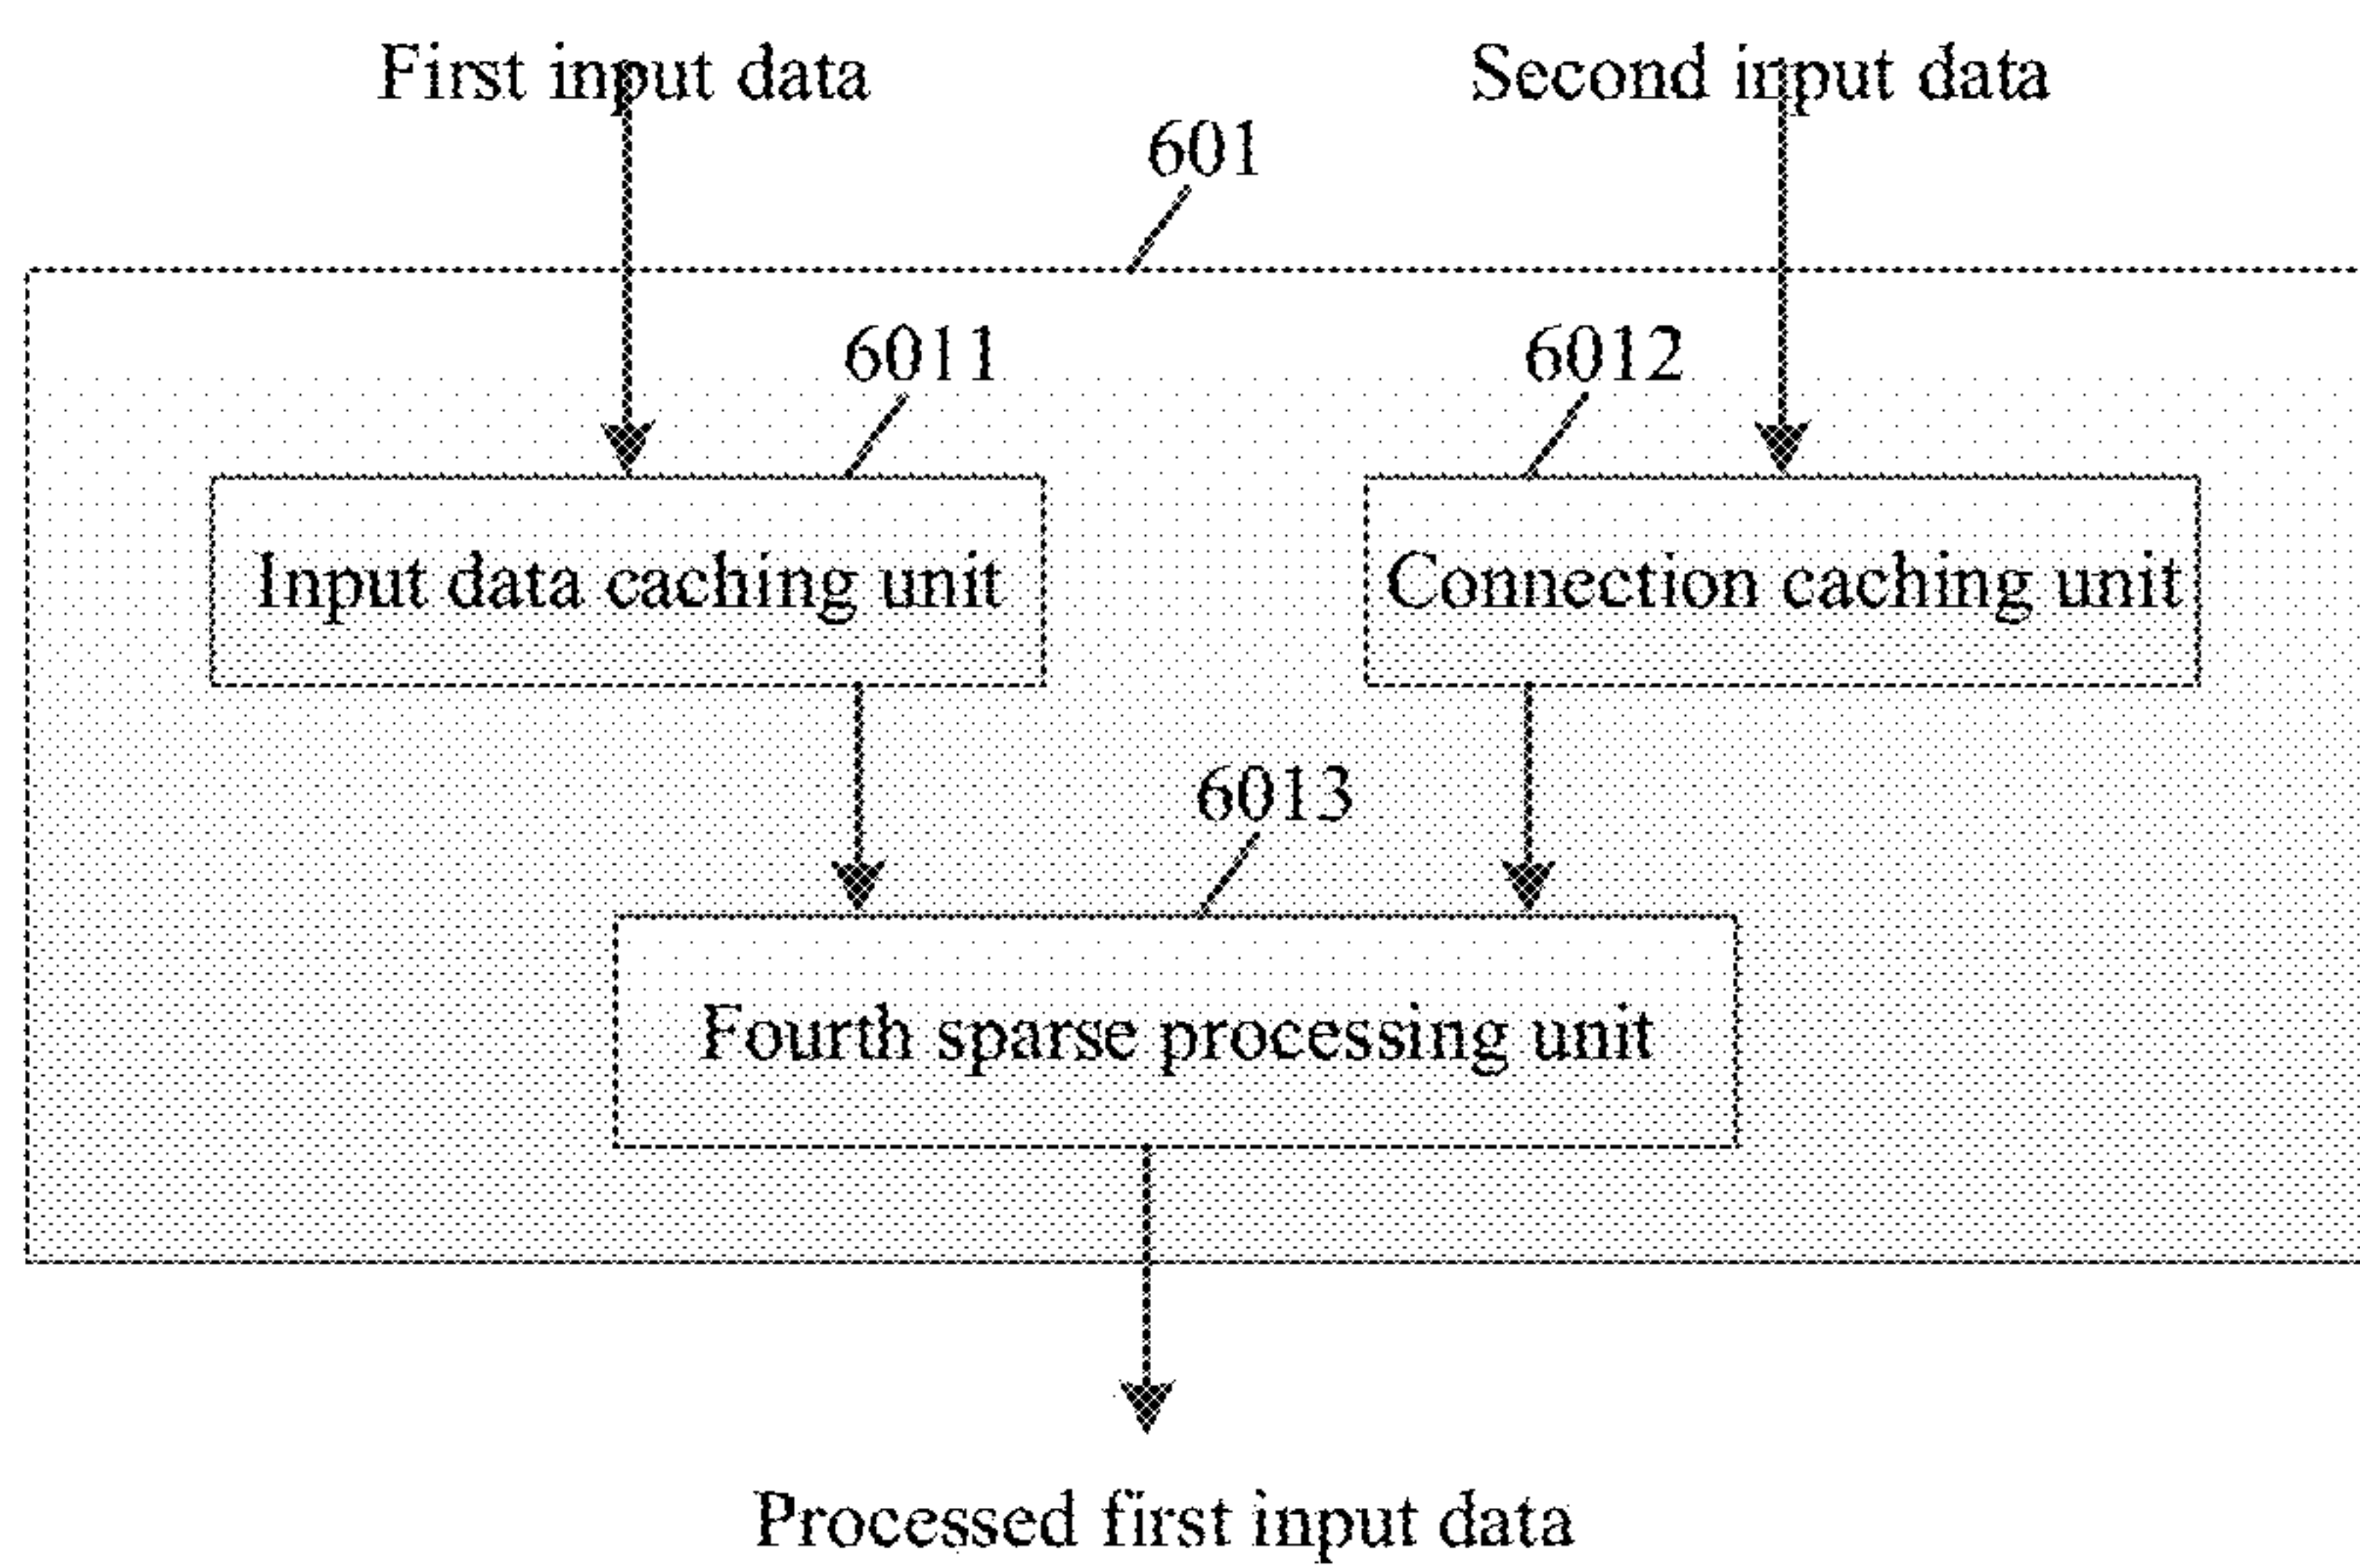 First input data
Second input data
601
6011
6012
Input data caching unit
Connection caching unit
6013
Fourth sparse processing unit
Processed first input data